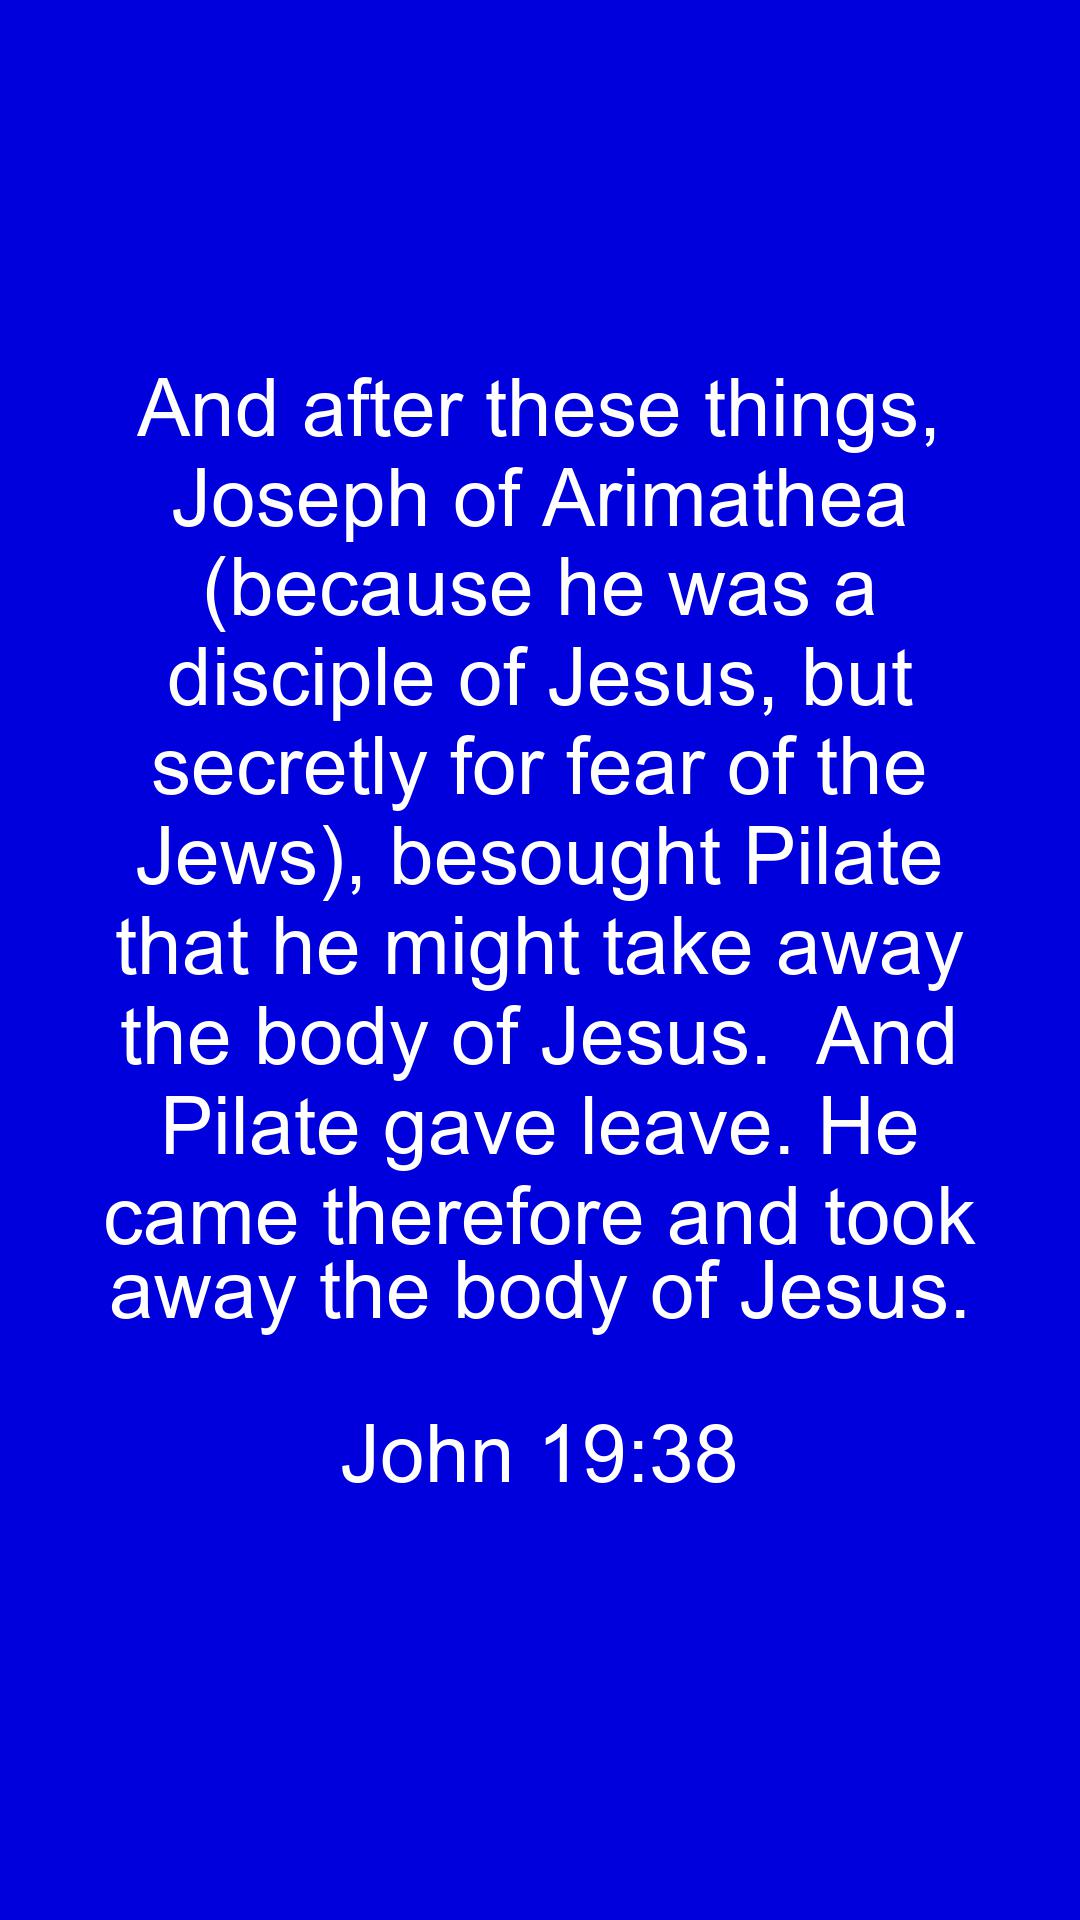 And after these things,
Joseph of Arimathea
(because he was a
disciple of Jesus, but
secretly for fear of the
Jews), besought Pilate
that he might take away
the body of Jesus.  And
Pilate gave leave. He
came therefore and took
away the body of Jesus.
John 19:38